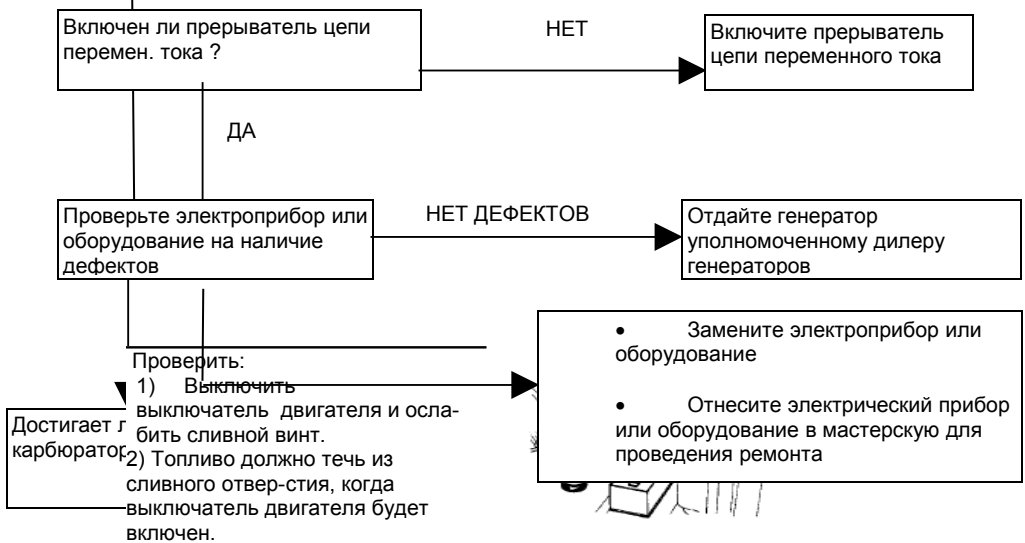 Включен ли прерыватель цепи
перемен. тока ?
НЕТ
Включите прерыватель
цепи переменного тока
ДА
Проверьте электроприбор или
оборудование на наличие
дефектов
НЕТ ДЕФЕКТОВ
Отдайте генератор
уполномоченному дилеру
генераторов
• Замените электроприбор или
оборудование
• Отнесите электрический прибор
или оборудование в мастерскую для
проведения ремонта
Проверить:
1) Выключить
выключатель двигателя и осла-
бить сливной винт.
2) Топливо должно течь из
сливного отвер-стия, когда
выключатель двигателя будет
включен.
Достигает
карбюратор